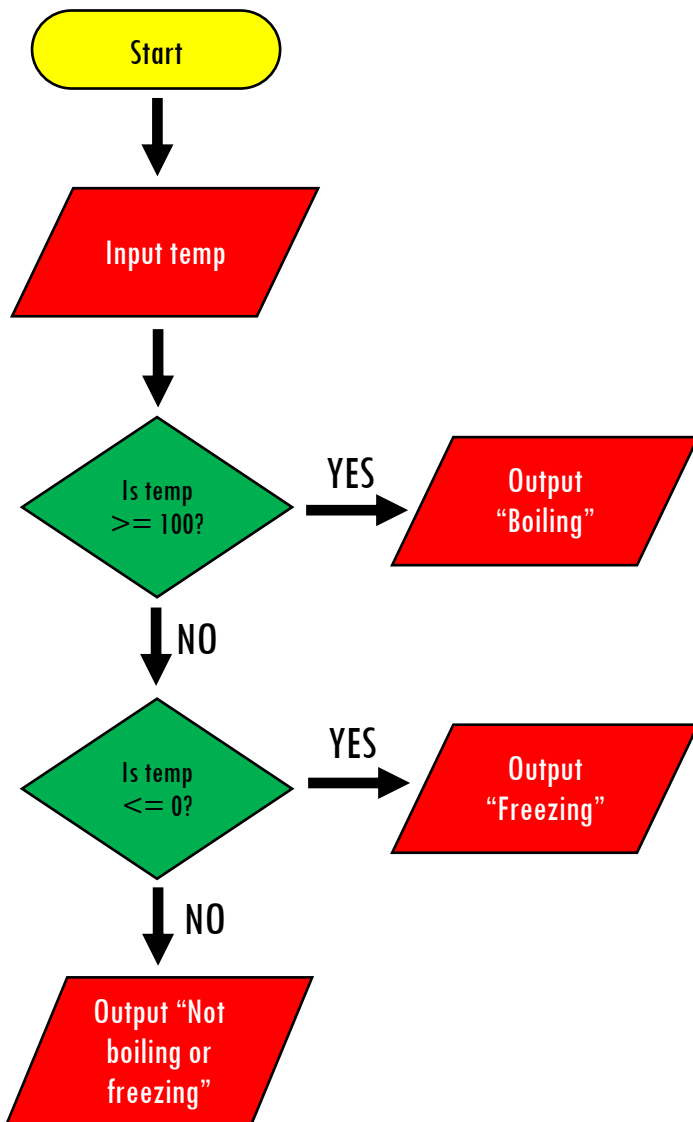 Start
Input temp
Is temp
>= 100?
YES
Output
“Boiling”
NO
Is temp
<= 0?
YES
Output
“Freezing”
NO
Output “Not
boiling or
freezing”